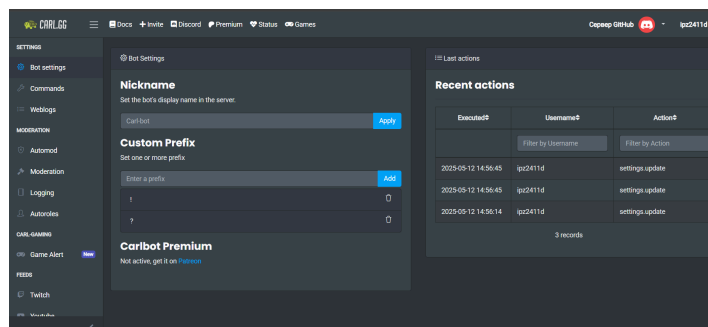 CARL.GG
Docs + Invite Discord Premium Status Games
Сервер GitHub ipz2411d
SETTINGS
Bot settings
Commands
Weblogs
MODERATION
Automod
Moderation
Logging
Autoroles
CARL-GAMING
Game Alert New
FEEDS
Twitch
Youtube
Bot Settings
Nickname
Set the bot's display name in the server.
Carl-bot Apply
Custom Prefix
Set one or more prefix
Enter a prefix Add
!
?
Carlbot Premium
Not active, get it on Patreon
Last actions
Recent actions
Executed Username Action
Filter by Username Filter by Action
2025-05-12 14:56:45 ipz2411d settings.update
2025-05-12 14:56:45 ipz2411d settings.update
2025-05-12 14:56:14 ipz2411d settings.update
3 records